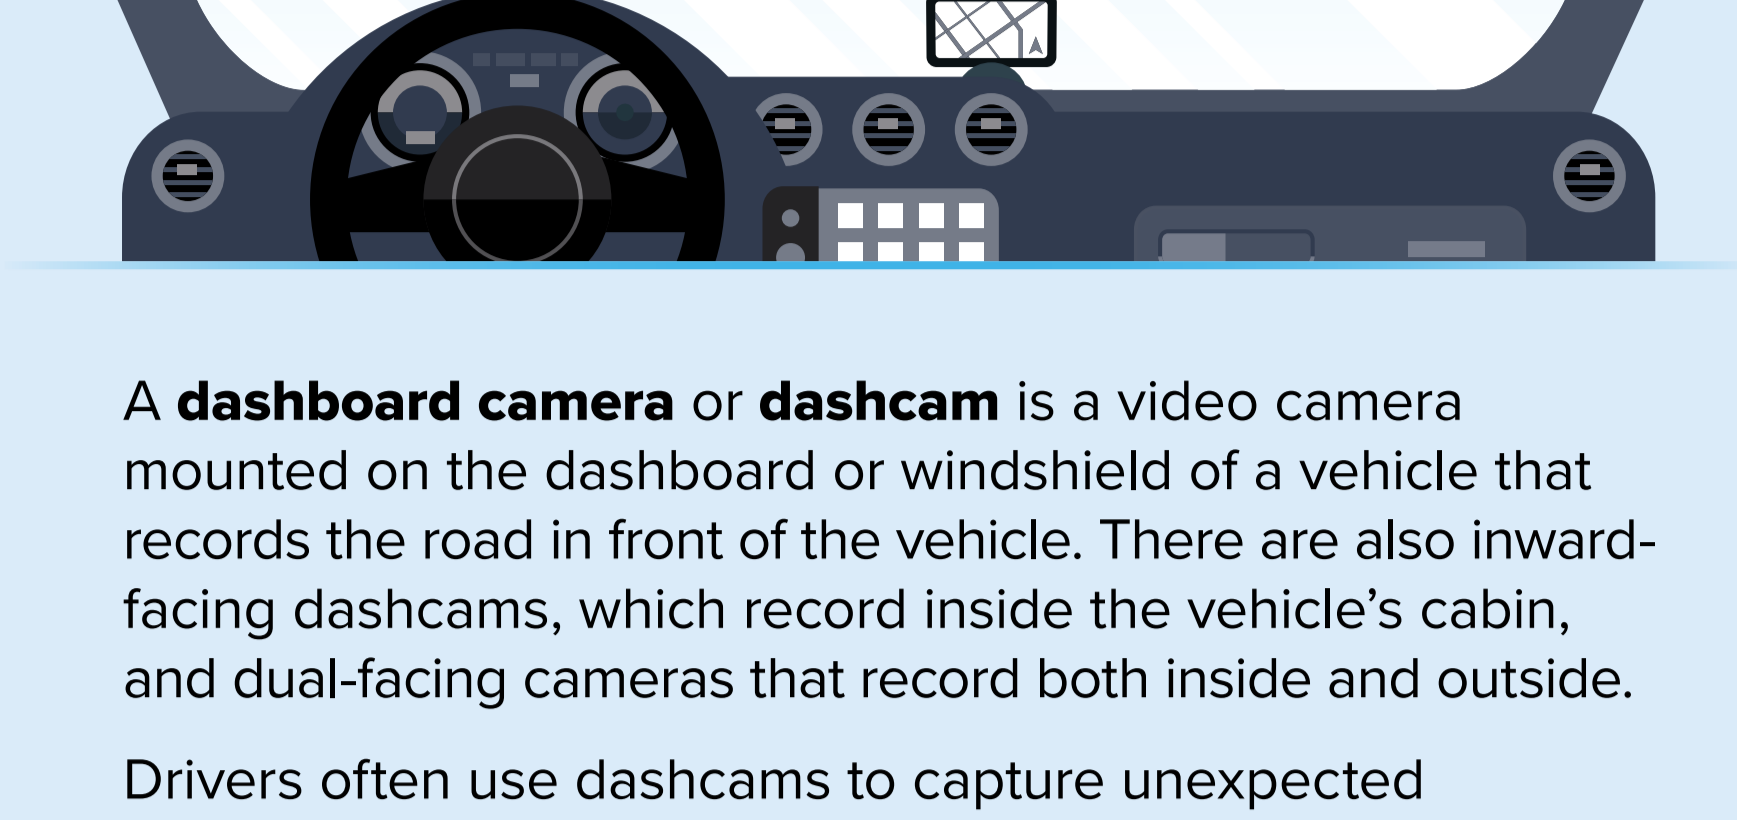 A dashboard camera or dashcam is a video camera
mounted on the dashboard or windshield of a vehicle that
records the road in front of the vehicle. There are also inward-
facing dashcams, which record inside the vehicle’s cabin,
and dual-facing cameras that record both inside and outside.
Drivers often use dashcams to capture unexpected